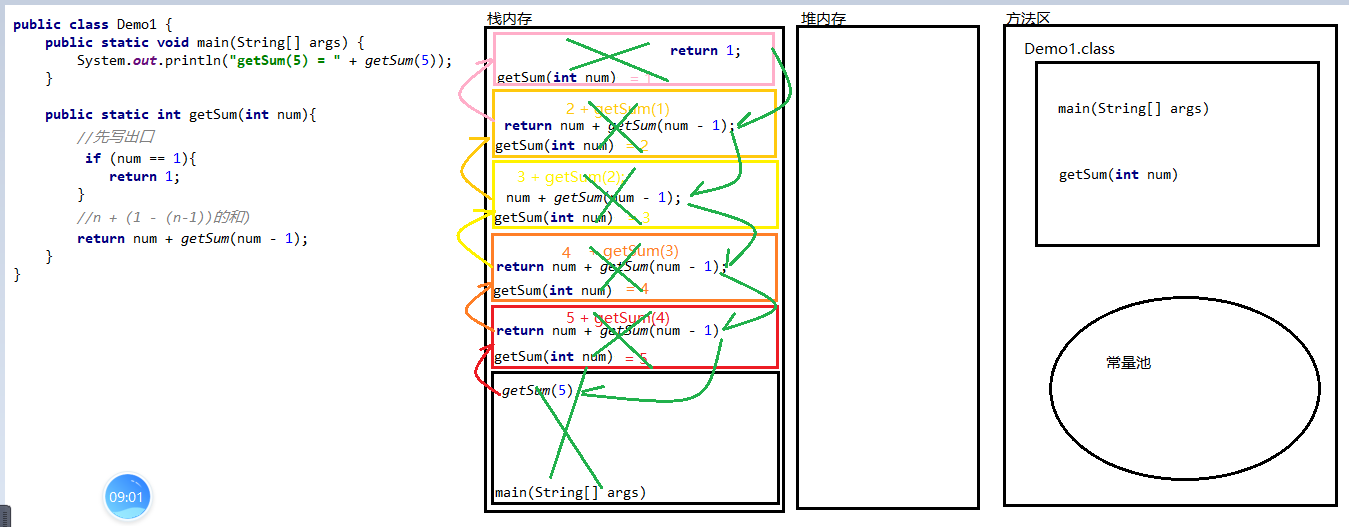 public class Demo1 {
public static void main(String[] args) {
System.out.println("getSum(5) = " + getSum(5));
}
public static int getSum(int num){
//先写出口
if (num == 1){
return 1;
}
//n + (1 - (n-1))的和)
return num + getSum(num - 1);
}
}
09:01
栈内存
return 1;
getSum(int num) = 1
2 + getSum(1)
return num + getSum(num - 1);
getSum(int num) = 2
3 + getSum(2);
num + getSum(num - 1);
getSum(int num) = 3
4 + getSum(3)
return num + getSum(num - 1);
getSum(int num) = 4
5 + getSum(4)
return num + getSum(num - 1)
getSum(int num) = 5
getSum(5)
main(String[] args)
堆内存
方法区
Demo1.class
main(String[] args)
getSum(int num)
常量池